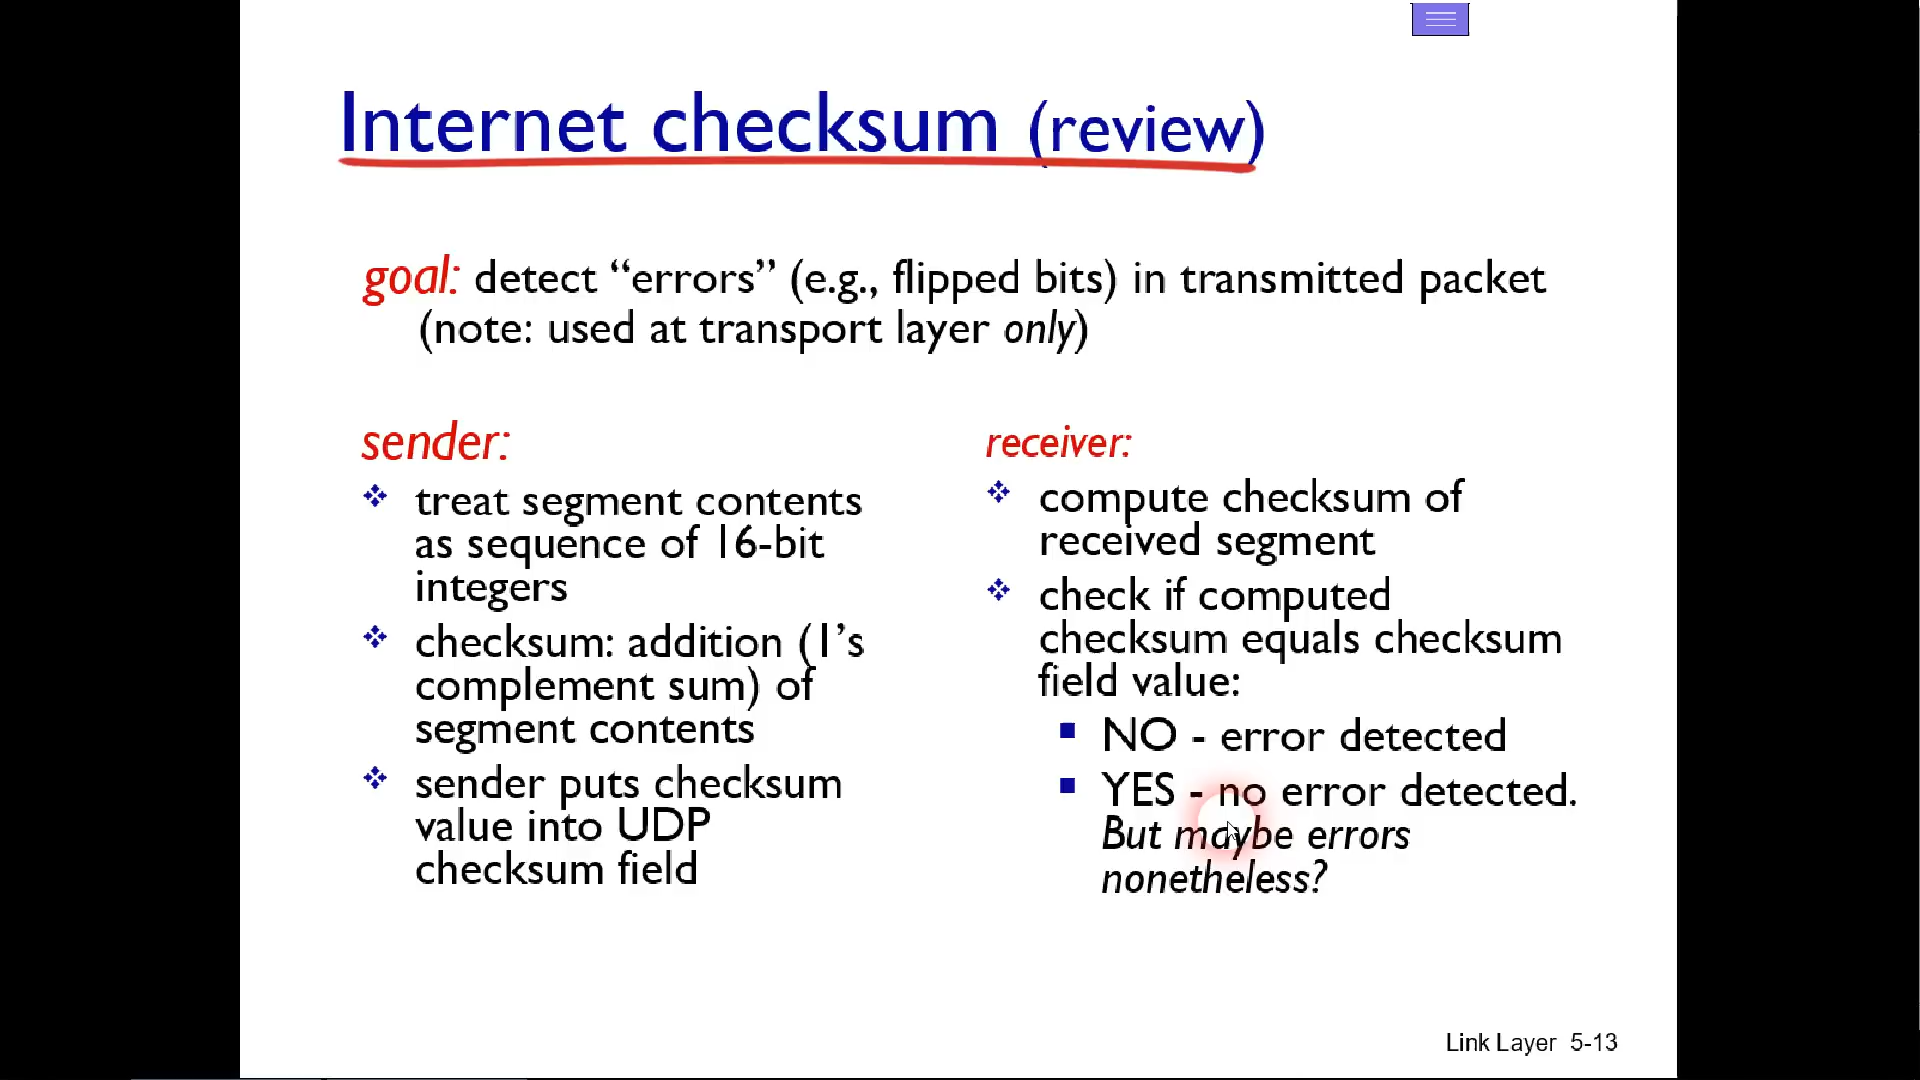 Internet checksum (review)
goal: detect “errors” (e.g., flipped bits) in transmitted packet
(note: used at transport layer only)
sender:
treat segment contents
as sequence of 16-bit
integers
checksum: addition (1’s
complement sum) of
segment contents
sender puts checksum
value into UDP
checksum field
receiver:
compute checksum of
received segment
check if computed
checksum equals checksum
field value:
NO - error detected
YES - no error detected.
But maybe errors
nonetheless?
Link Layer 5-13